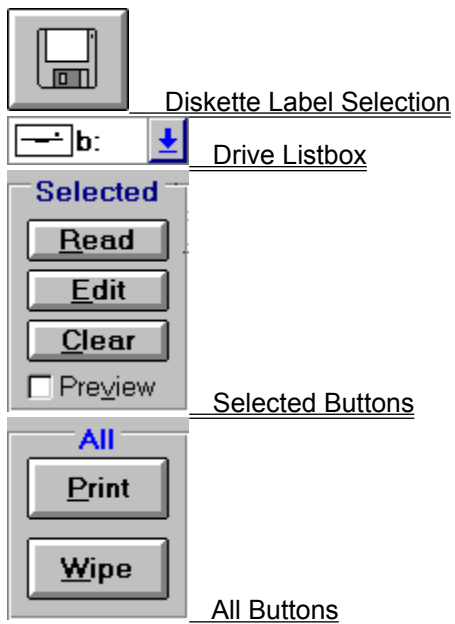 Diskette Label Selection
b:
Drive Listbox
Selected
Read
Edit
Clear
Preview
Selected Buttons
All
Print
Wipe
All Buttons